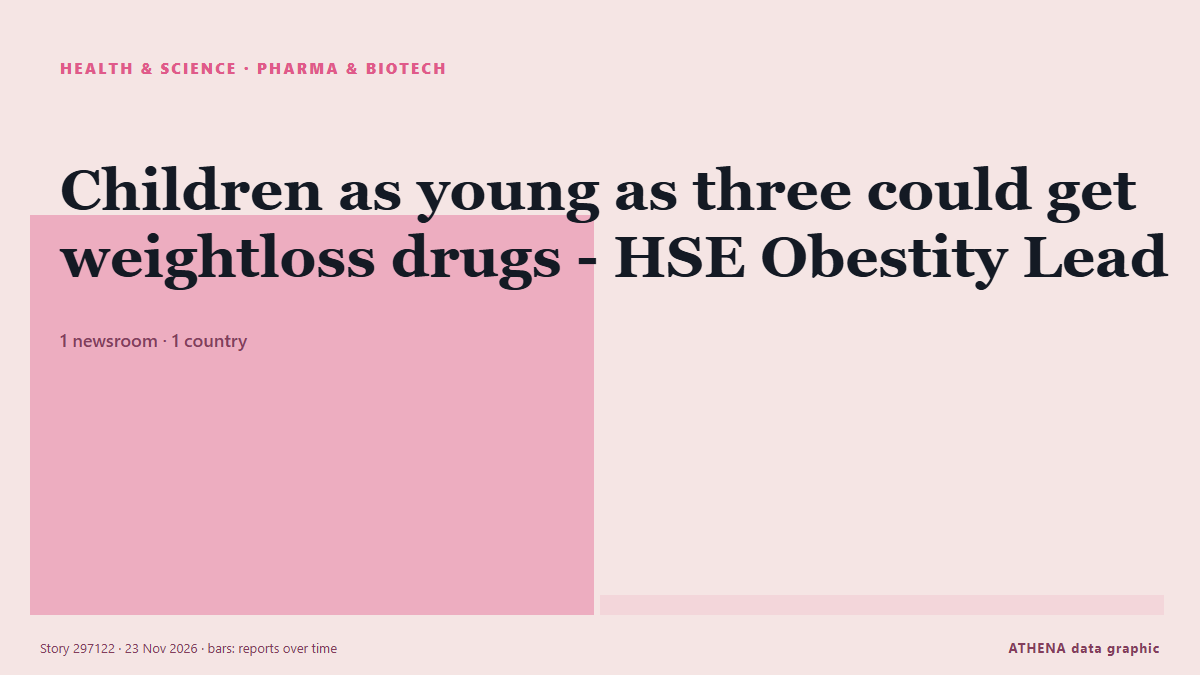 HEALTH & SCIENCE · PHARMA & BIOTECH
Children as young as three could get
weightloss drugs - HSE Obestity Lead
1 newsroom · 1 country
Story 297122 · 23 Nov 2026 · bars: reports over time
ATHENA data graphic